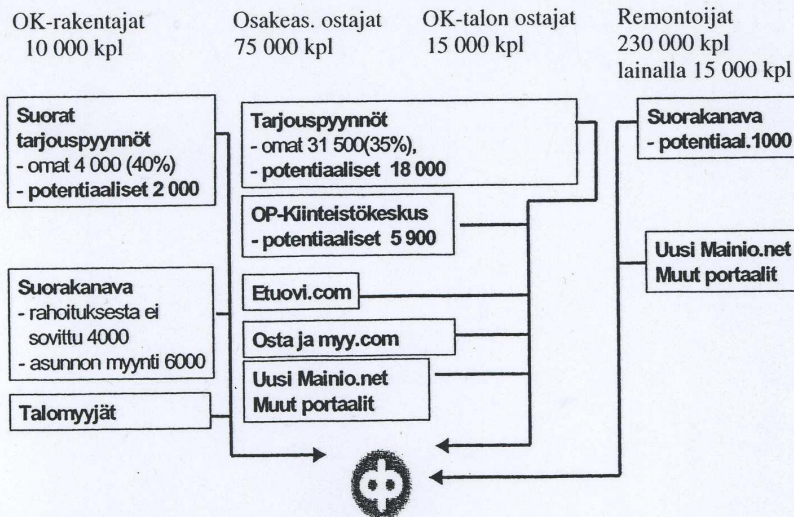 OK-rakentajat
10 000 kpl
Osakeas. ostajat
75 000 kpl
OK-talon ostajat
15 000 kpl
Remontoijat
230 000 kpl
lainalla 15 000 kpl
Suorat
tarjouspyynnöt
- omat 4 000 (40%)
- potentiaaliset 2 000
Suorakanava
- rahoituksesta ei
sovittu 4000
- asunnon myynti 6000
Talomyyjät
Tarjouspyynnöt
- omat 31 500(35%),
- potentiaaliset 18 000
OP-Kiinteistökeskus
- potentiaaliset 5 900
Etuovi.com
Osta ja myy.com
Uusi Mainio.net
Muut portaalit
Suorakanava
- potentiaal.1000
Uusi Mainio.net
Muut portaalit